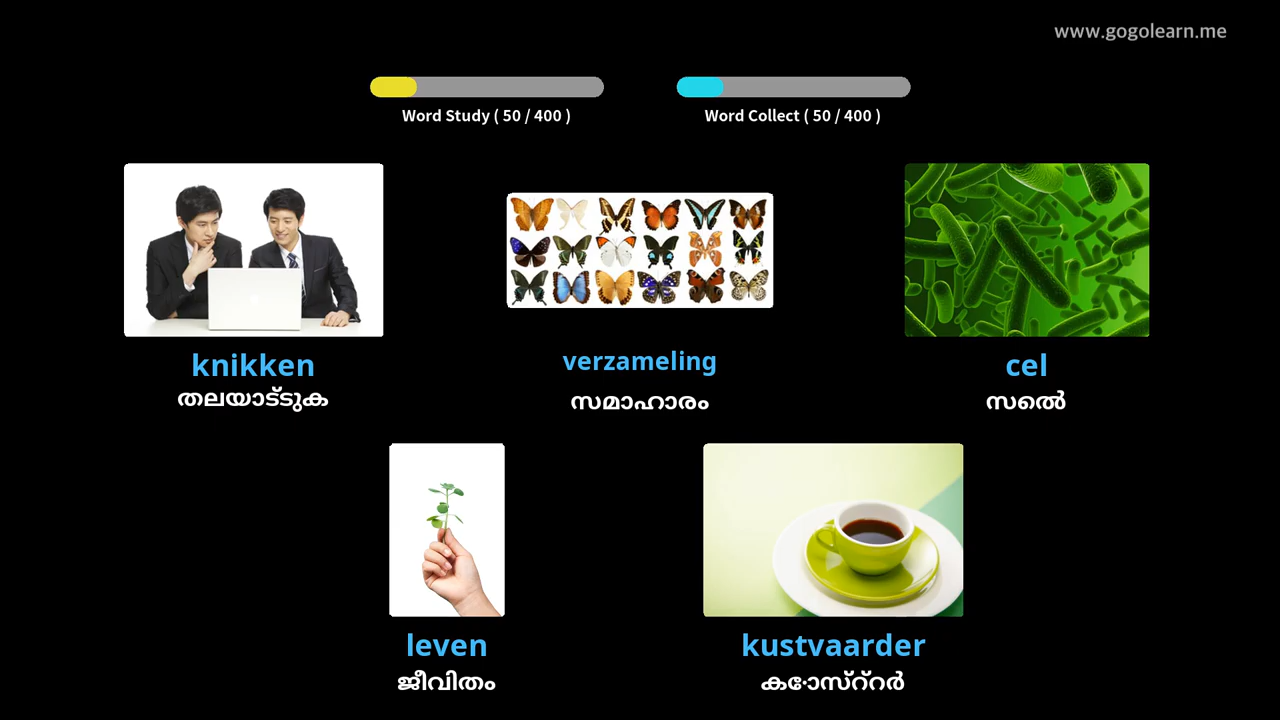 www.gogolearn.me
Word Study ( 50 / 400 )
Word Collect ( 50 / 400 )
knikken
തലയാട്ടുക
verzameling
സമാഹാരം
cel
സെൽ
leven
ജീവിതം
kustvaarder
കോസ്റ്റർ